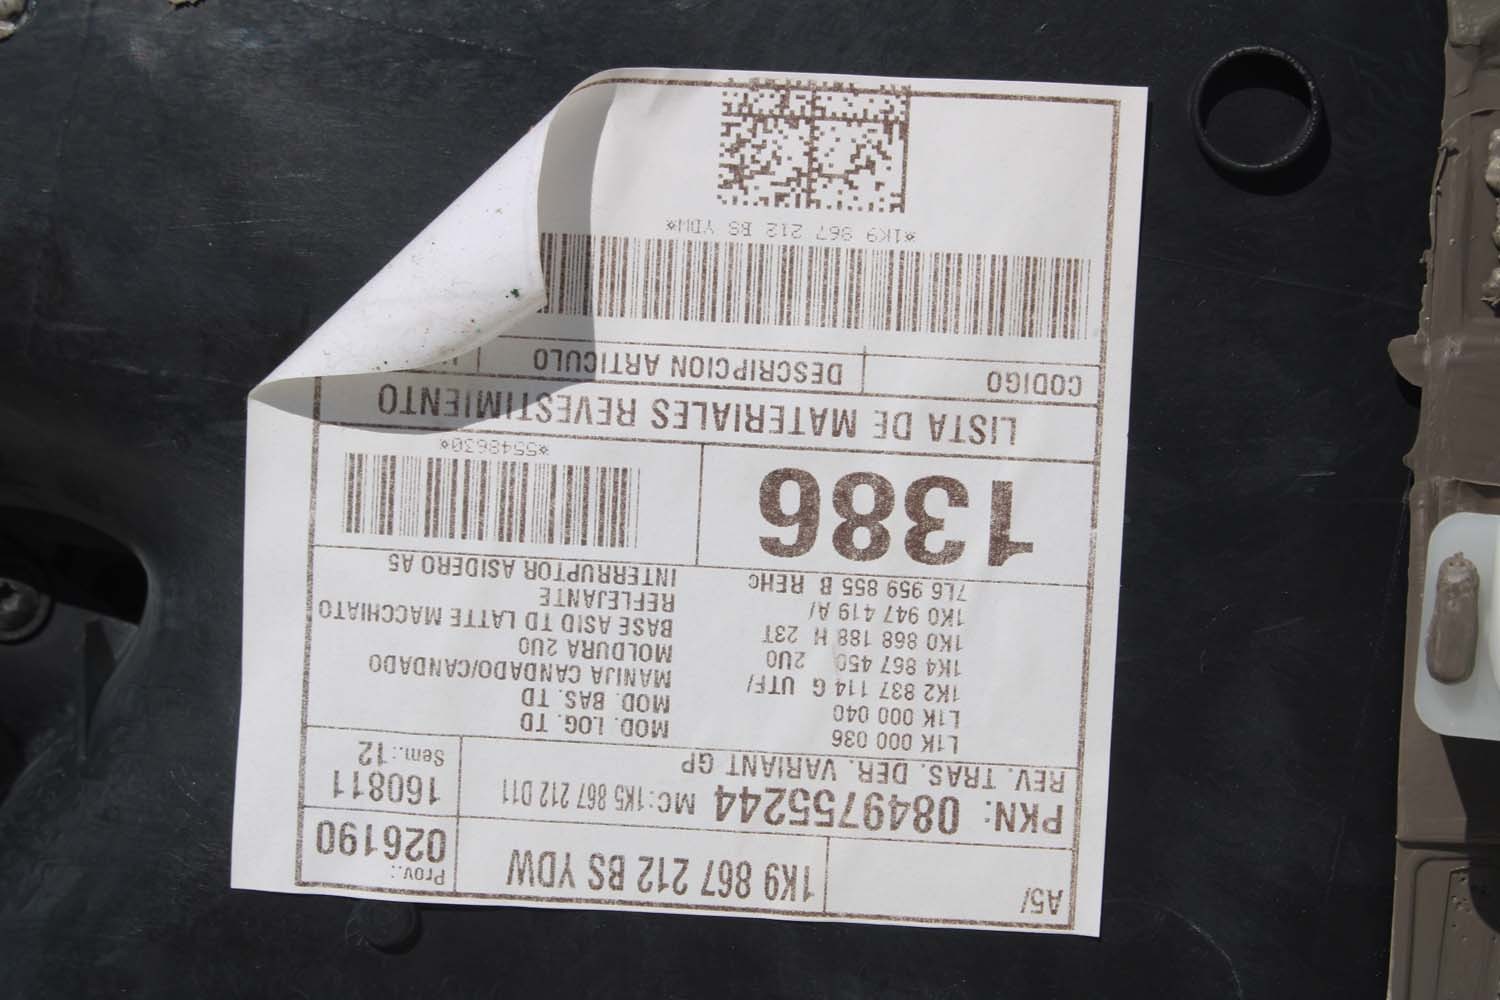 A5/
1K9 867 212 BS YDW
Prov.:
026190
PKN: 0849755244 MC:1K5 867 212 D11
REV. TRAS. DER. VARIANT GP
160811
Sem.: 12
L1K 000 036 MOD. LOG. TD
L1K 000 040 MOD. BAS. TD
1K2 837 114 G UTF/ MANIJA CANDADO/CANDADO
1K4 867 450 2U0 MOLDURA 2U0
1K0 868 188 H 23T BASE ASID TD LATTE MACCHIATO
1K0 947 419 A/ REFLEJANTE
7L6 959 855 B REHc INTERRUPTOR ASIDERO A5
1386
*5548630*
LISTA DE MATERIALES REVESTIMIENTO
CODIGO DESCRIPCION ARTICULO
*1K9 867 212 BS YDW*